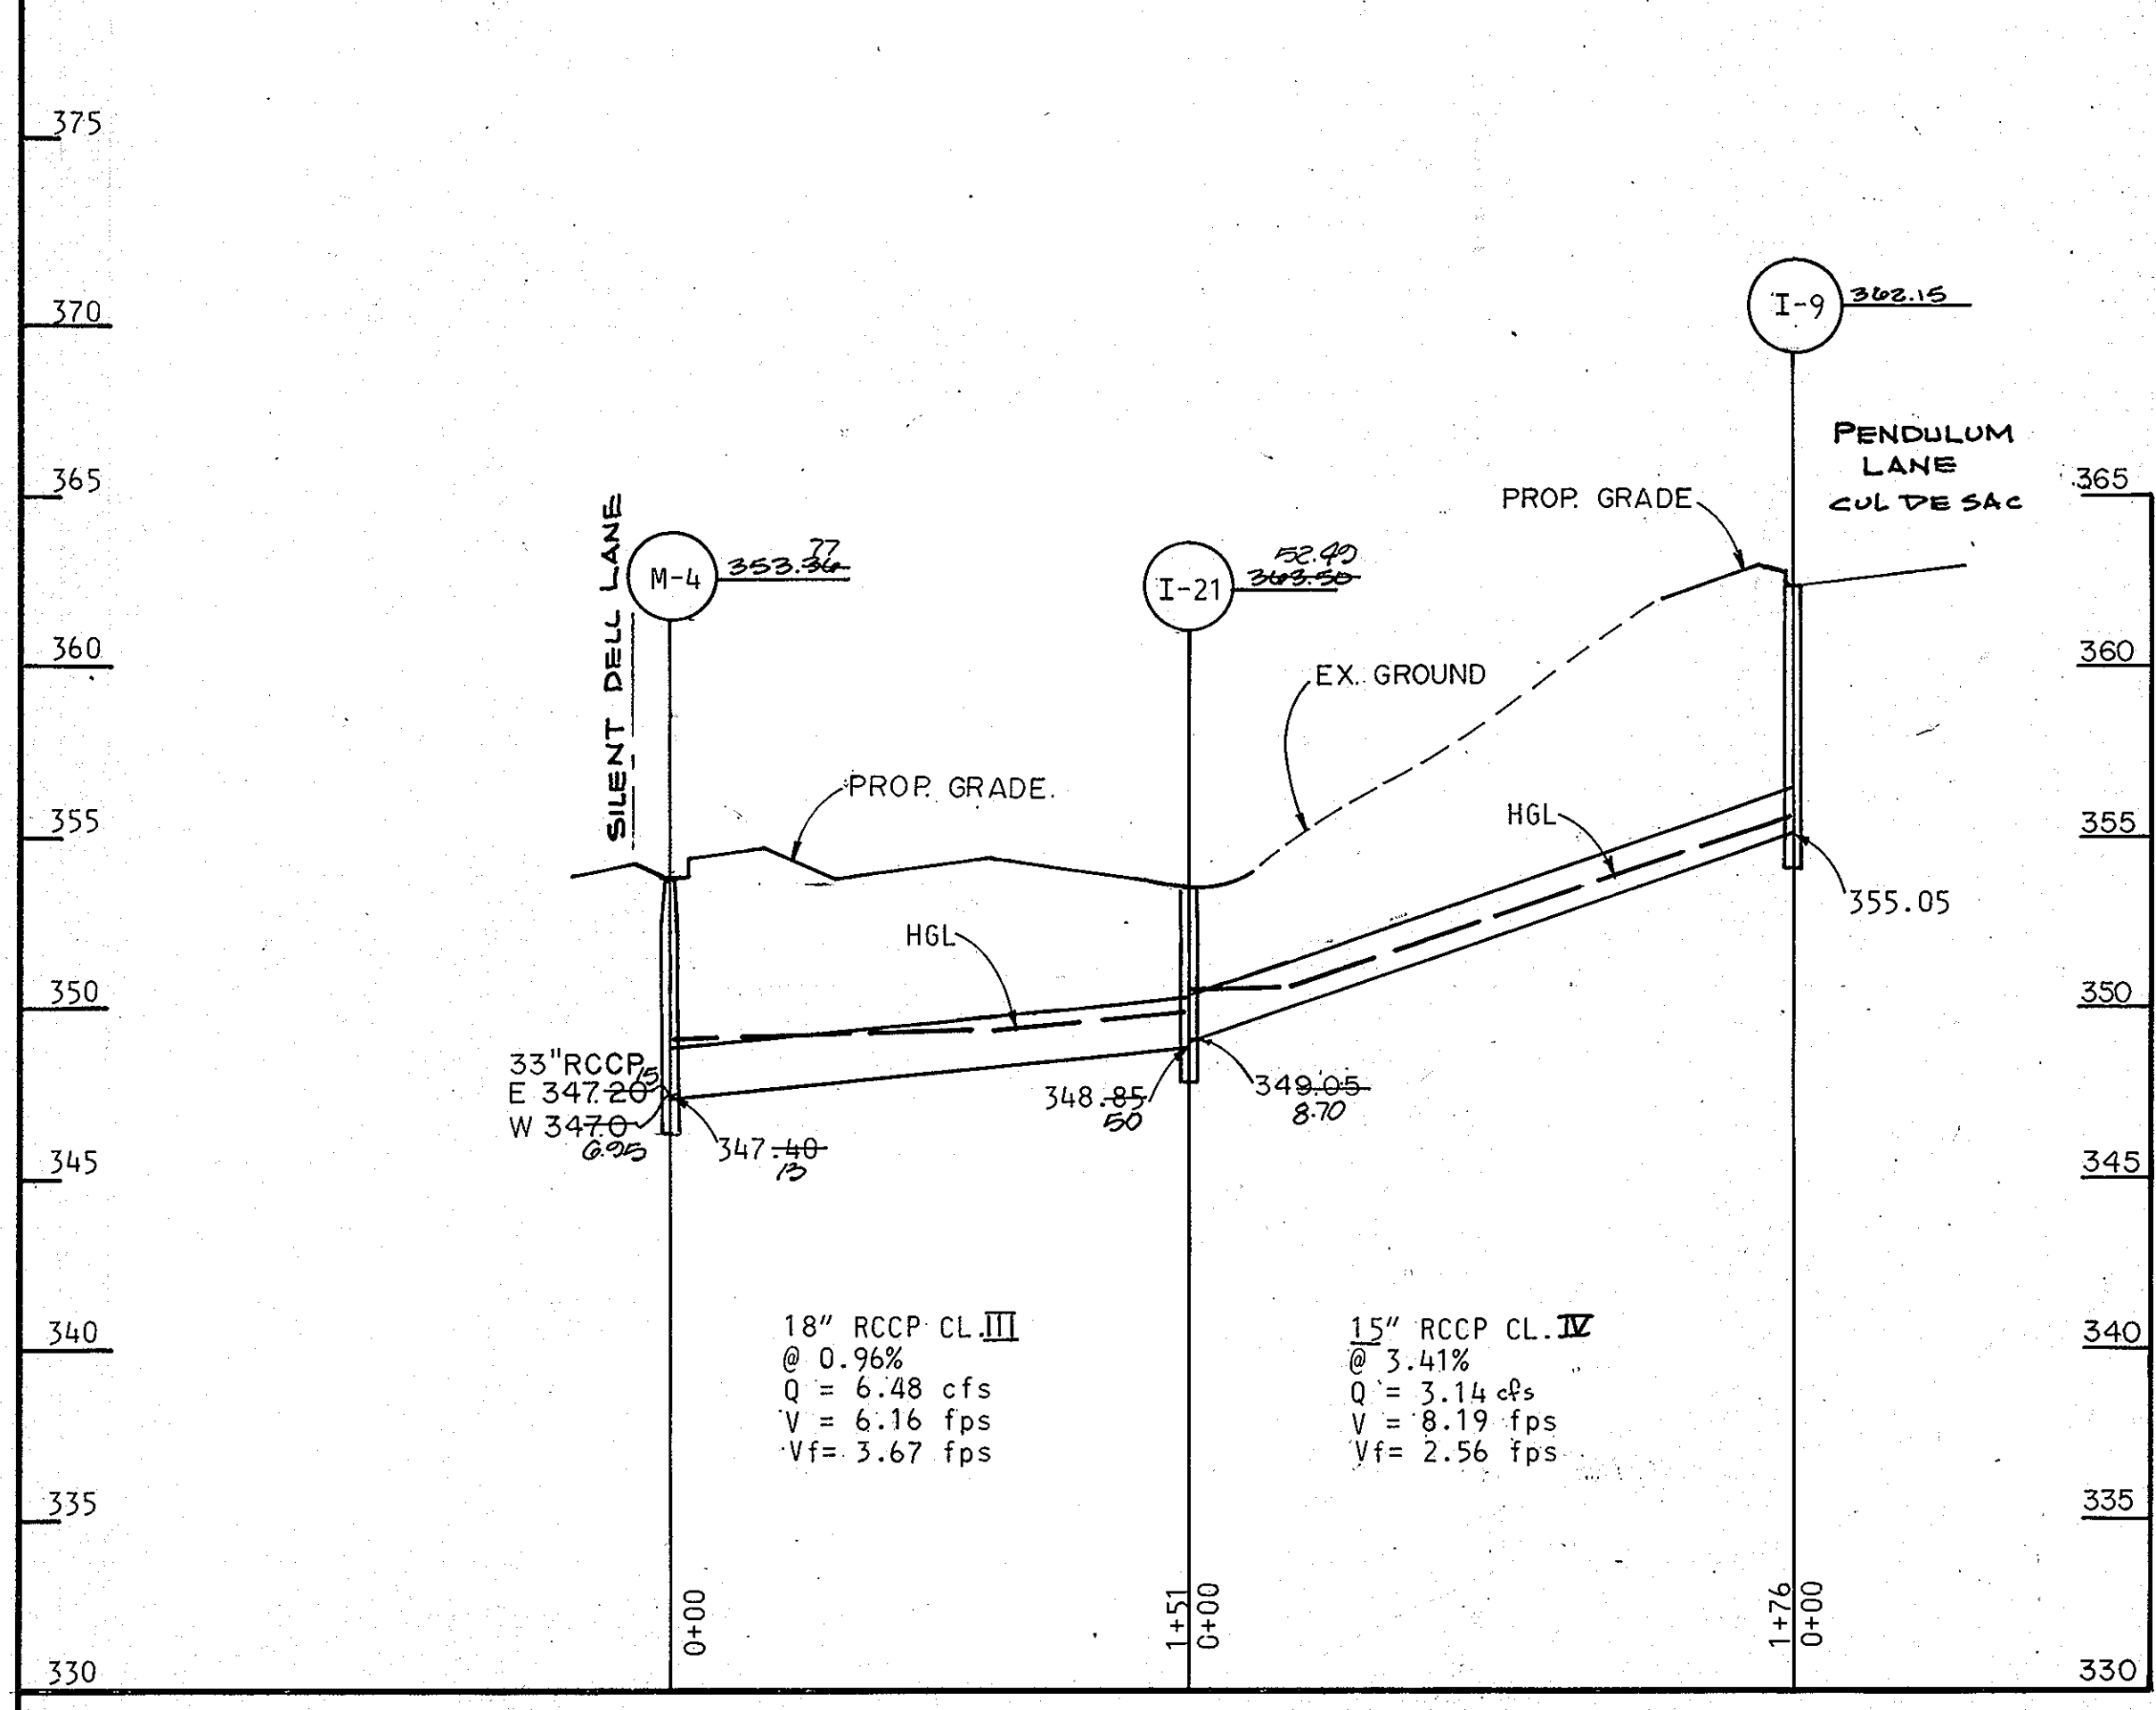 375
370
365
360
355
350
345
340
335
330
SILENT DELL LANE
M-4
77
353.36
I-21
52.49
363.50
I-9
362.15
PENDULUM
LANE
CUL DE SAC
PROP. GRADE
EX. GROUND
PROP. GRADE.
HGL
HGL
355.05
33" RCCP
15
E 347.20
W 347.0
6.95
347.40
13
348.85
50
349.05
8.70
18" RCCP CL. III
@ 0.96%
Q = 6.48 cfs
V = 6.16 fps
Vf= 3.67 fps
15" RCCP CL. IV
@ 3.41%
Q = 3.14 cfs
V = 8.19 fps
Vf= 2.56 fps
0+00
1+51
0+00
1+76
0+00
365
360
355
350
345
340
335
330